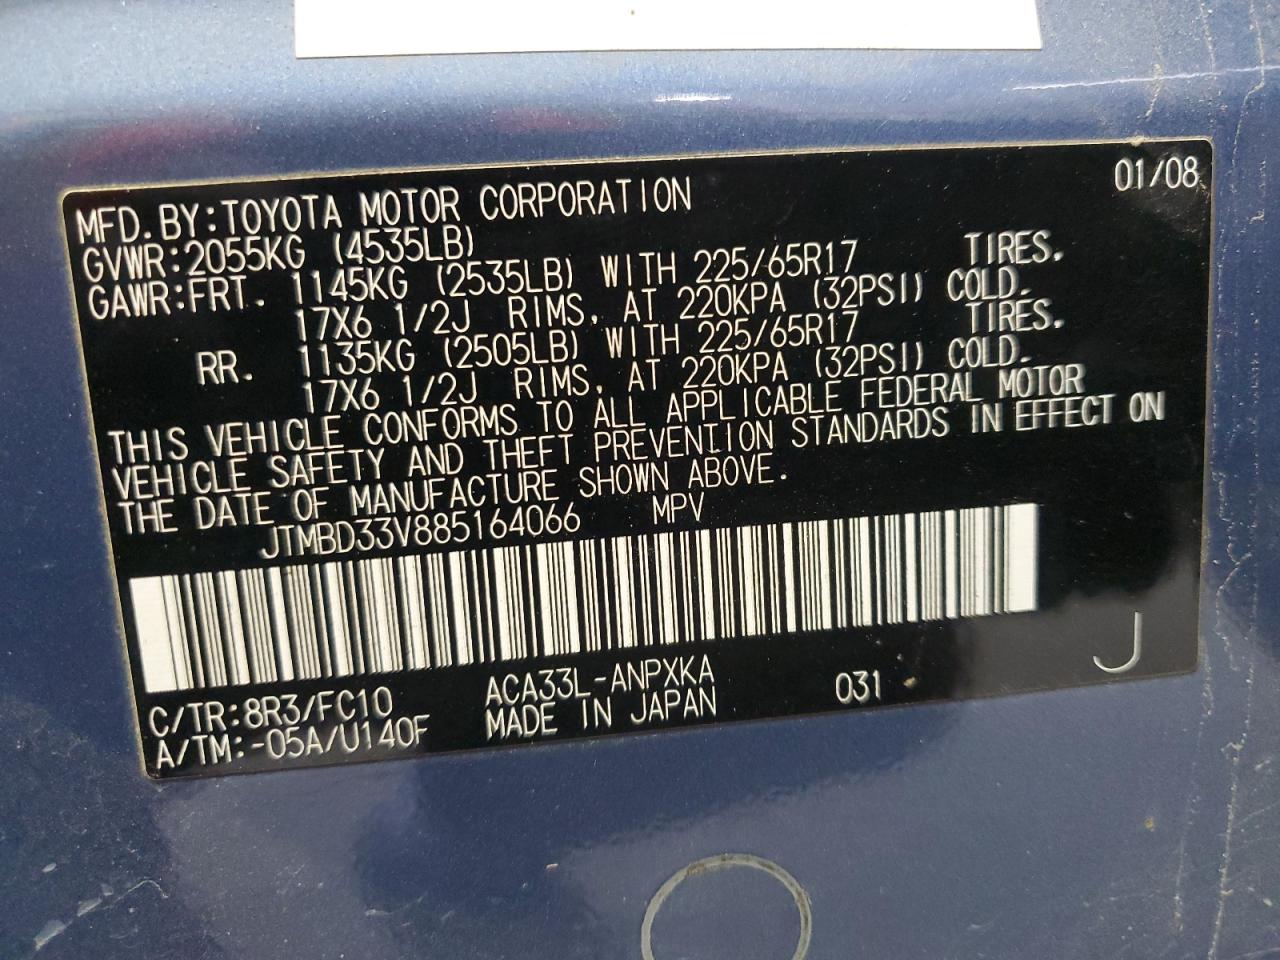 01/08
MFD.BY:TOYOTA MOTOR CORPORATION
GVWR:2055KG (4535LB)
GAWR:FRT. 1145KG (2535LB) WITH 225/65R17 TIRES.
17X6 1/2J RIMS, AT 220KPA (32PSI) COLD.
RR. 1135KG (2505LB) WITH 225/65R17 TIRES.
17X6 1/2J RIMS, AT 220KPA (32PSI) COLD.
THIS VEHICLE CONFORMS TO ALL APPLICABLE FEDERAL MOTOR
VEHICLE SAFETY AND THEFT PREVENTION STANDARDS IN EFFECT ON
THE DATE OF MANUFACTURE SHOWN ABOVE.
JTMBD33V885164066 MPV
C/TR:8R3/FC10 ACA33L-ANPXKA 031 J
A/TM:-05A/U140F MADE IN JAPAN